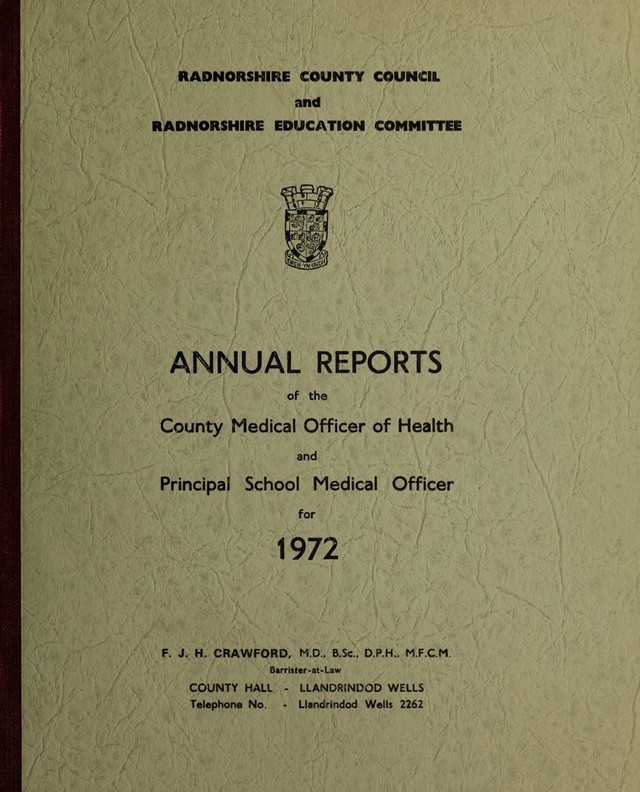 RADNORSHIRE COUNTY COUNCIL
and
RADNORSHIRE EDUCATION COMMITTEE
ANNUAL REPORTS
of the
County Medical Officer of Health
and
Principal School Medical Officer
for
1972
F. J. H. CRAWFORD, M.D., B.Sc., D.P.H., M.F.C.M.
Barrister-at-Law
COUNTY HALL - LLANDRINDOD WELLS
Telephone No. - Llandrindod Wells 2262